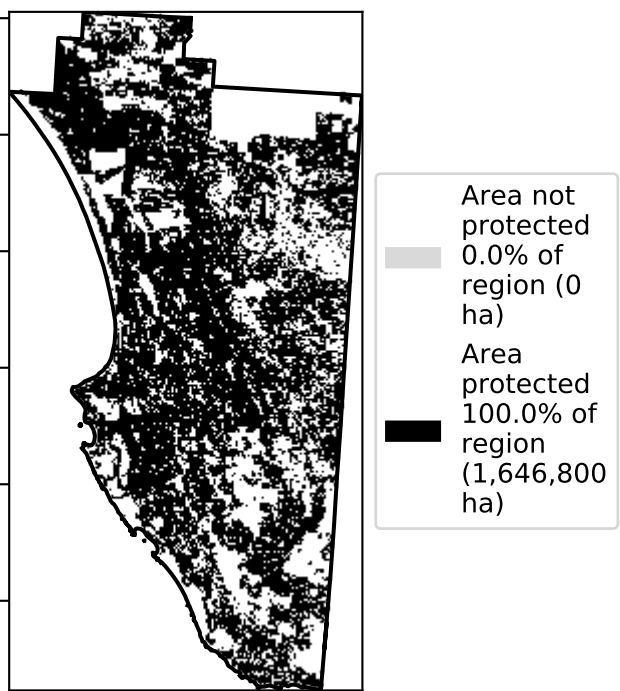 Area not
protected
0.0% of
region (0
ha)
Area
protected
100.0% of
region
(1,646,800
ha)